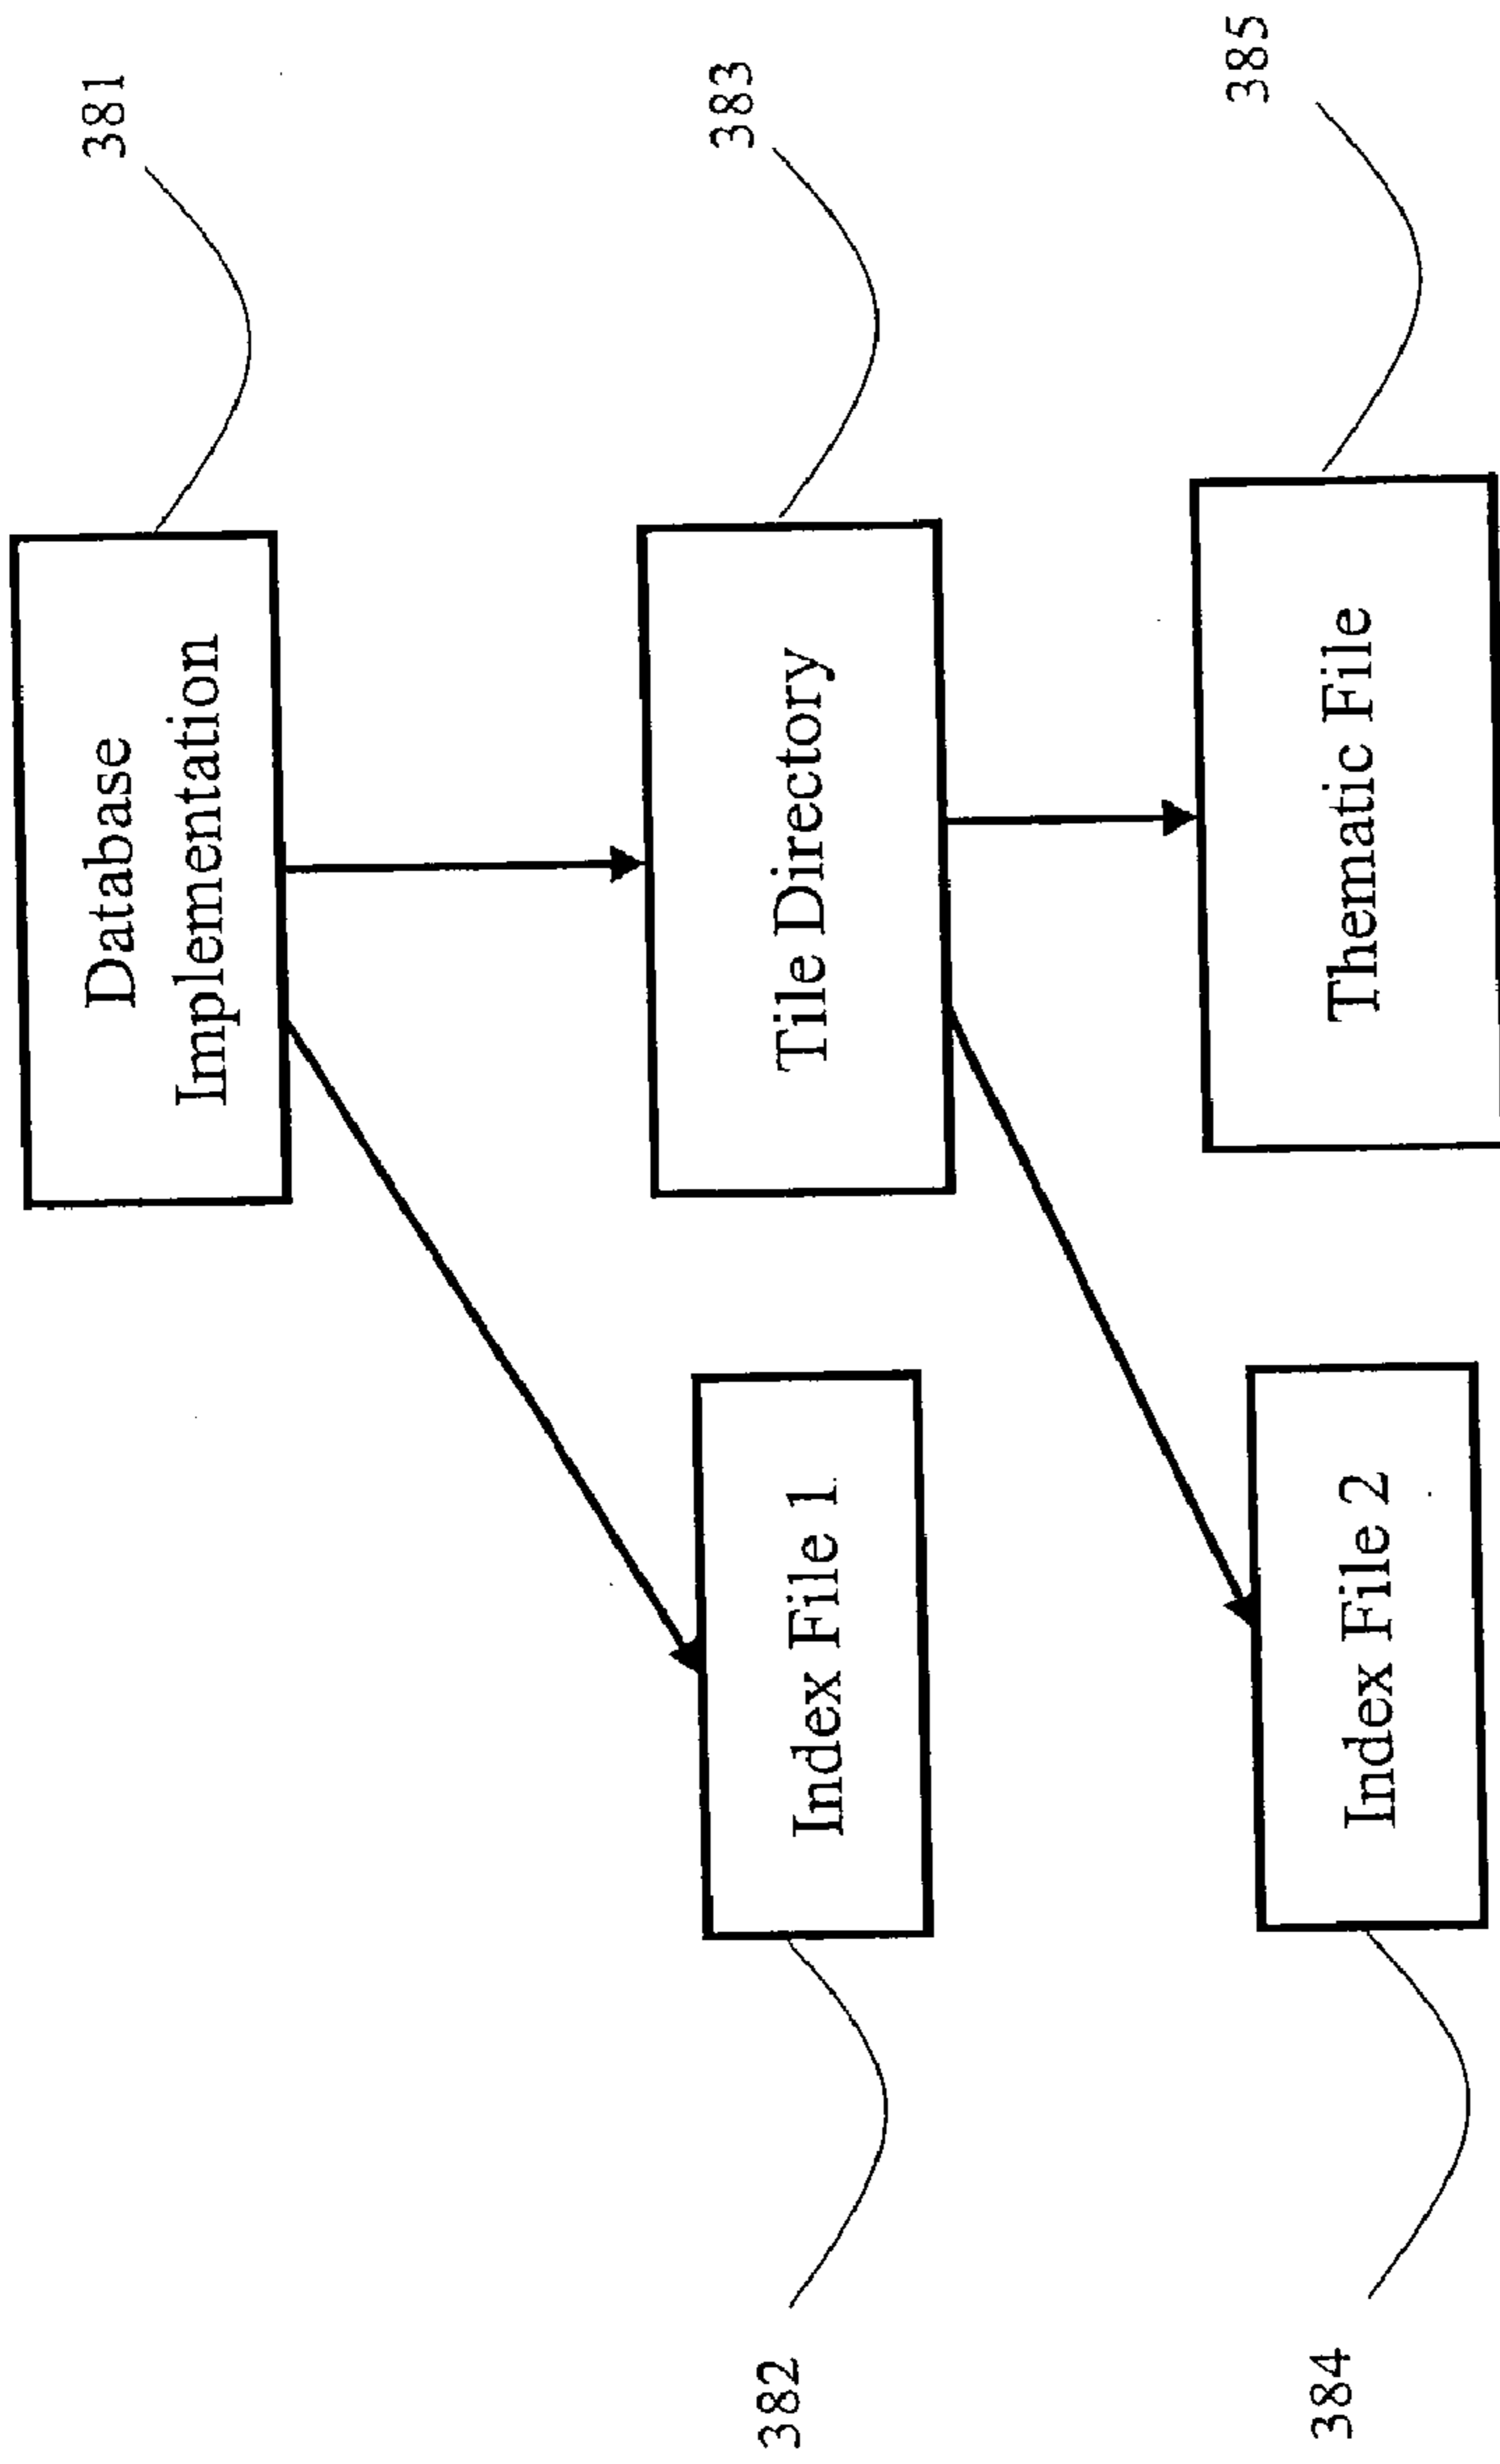 381
Database
Implementation
382
Index File 1
Tile Directory
383
384
Index File 2
Thematic File
385